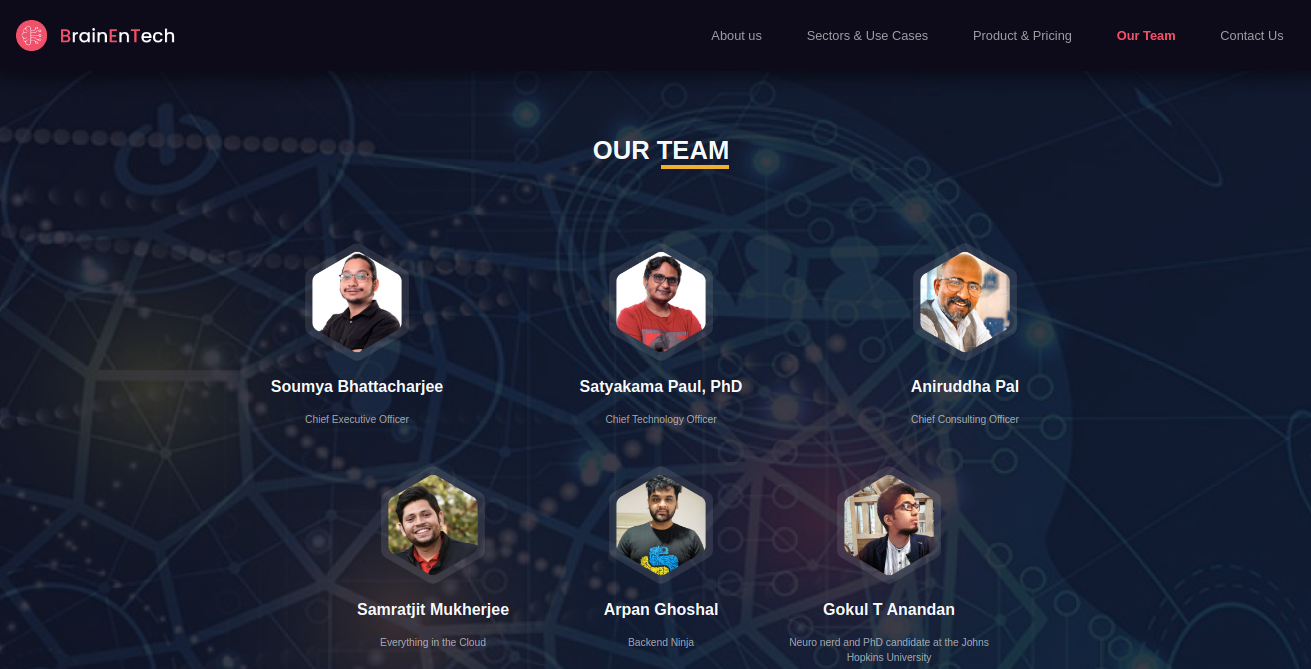 BrainEnTech
About us Sectors & Use Cases Product & Pricing Our Team Contact Us
OUR TEAM
Soumya Bhattacharjee Satyakama Paul, PhD Aniruddha Pal
Chief Executive Officer Chief Technology Officer Chief Consulting Officer
Samratjit Mukherjee Arpan Ghoshal Gokul T Anandan
Everything in the Cloud Backend Ninja Neuro nerd and PhD candidate at the Johns
Hopkins University